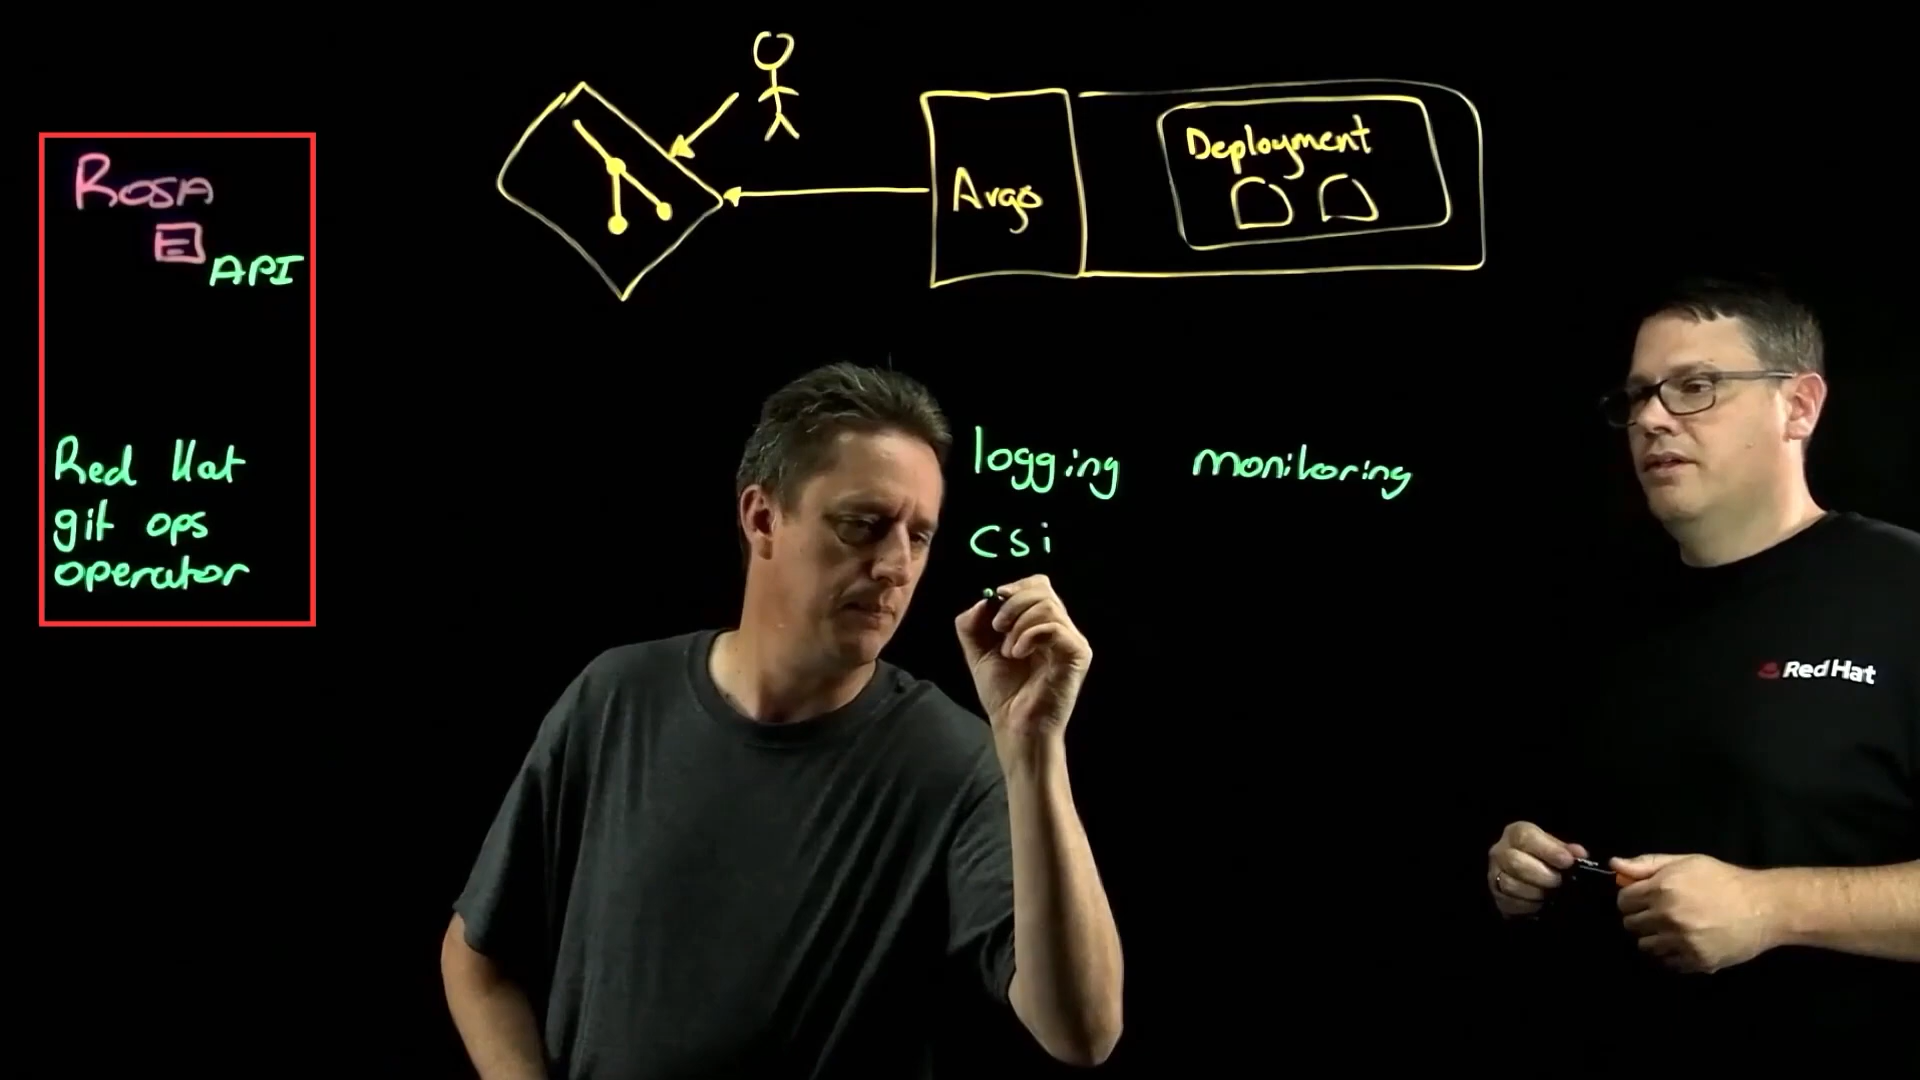 Rosa
API
Red Hat
git ops
operator
Argo
Deployment
logging monitoring
csi
Red Hat